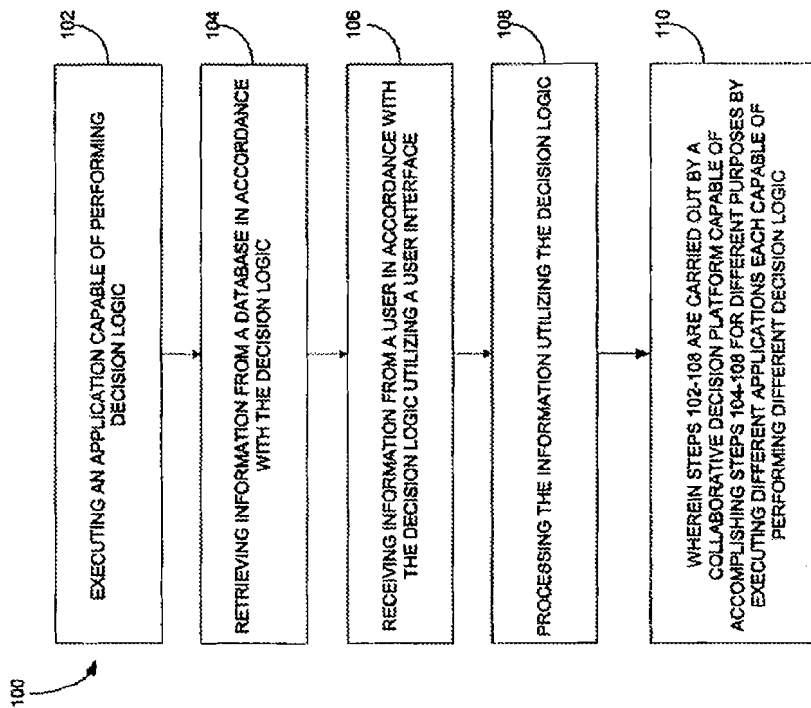 100
102
EXECUTING AN APPLICATION CAPABLE OF PERFORMING
DECISION LOGIC
104
RETRIEVING INFORMATION FROM A DATABASE IN ACCORDANCE
WITH THE DECISION LOGIC
106
RECEIVING INFORMATION FROM A USER IN ACCORDANCE WITH
THE DECISION LOGIC UTILIZING A USER INTERFACE
108
PROCESSING THE INFORMATION UTILIZING THE DECISION LOGIC
110
WHEREIN STEPS 102-108 ARE CARRIED OUT BY A
COLLABORATIVE DECISION PLATFORM CAPABLE OF
ACCOMPLISHING STEPS 104-108 FOR DIFFERENT PURPOSES BY
EXECUTING DIFFERENT APPLICATIONS EACH CAPABLE OF
PERFORMING DIFFERENT DECISION LOGIC